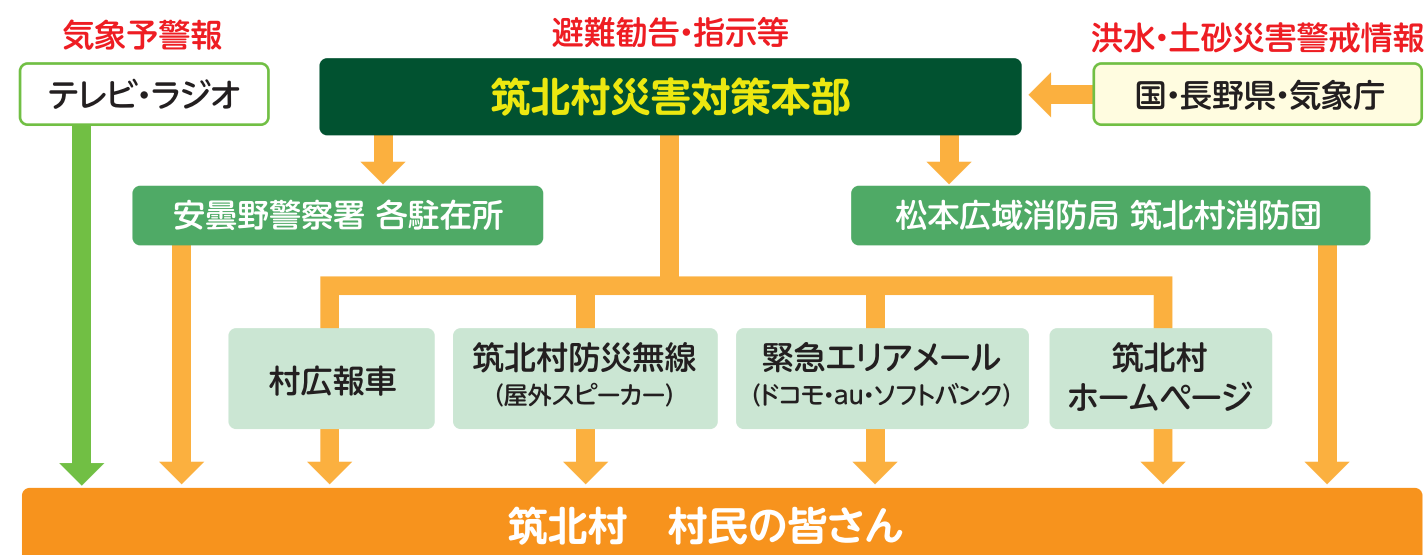 気象予警報
避難勧告・指示等
洪水・土砂災害警戒情報
テレビ・ラジオ
筑北村災害対策本部
国・長野県・気象庁
安曇野警察署 各駐在所
松本広域消防局 筑北村消防団
村広報車
筑北村防災無線
(屋外スピーカー)
緊急エリアメール
(ドコモ・au・ソフトバンク)
筑北村
ホームページ
筑北村　村民の皆さん